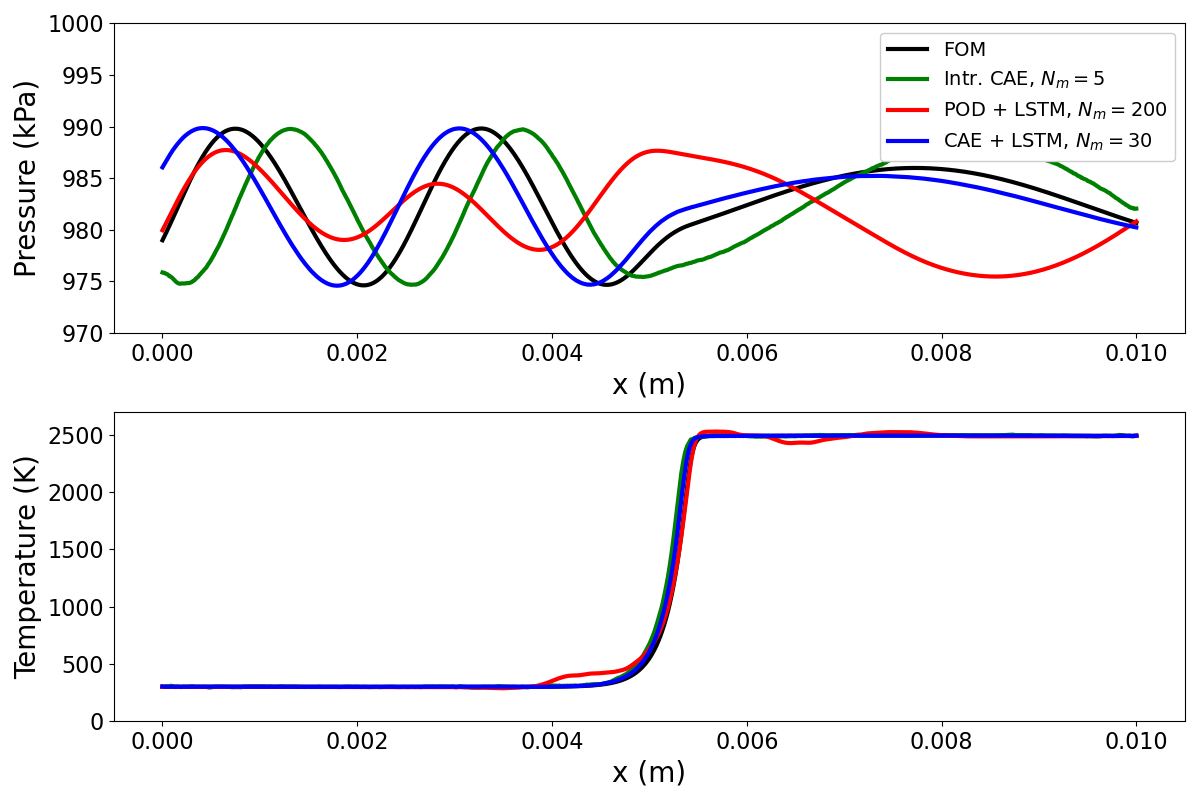 1000
995
990
985
980
975
970
Pressure (kPa)
FOM
Intr. CAE, $N_m = 5$
POD + LSTM, $N_m = 200$
CAE + LSTM, $N_m = 30$
0.000 0.002 0.004 0.006 0.008 0.010
x (m)
2500
2000
1500
1000
500
0
Temperature (K)
0.000 0.002 0.004 0.006 0.008 0.010
x (m)